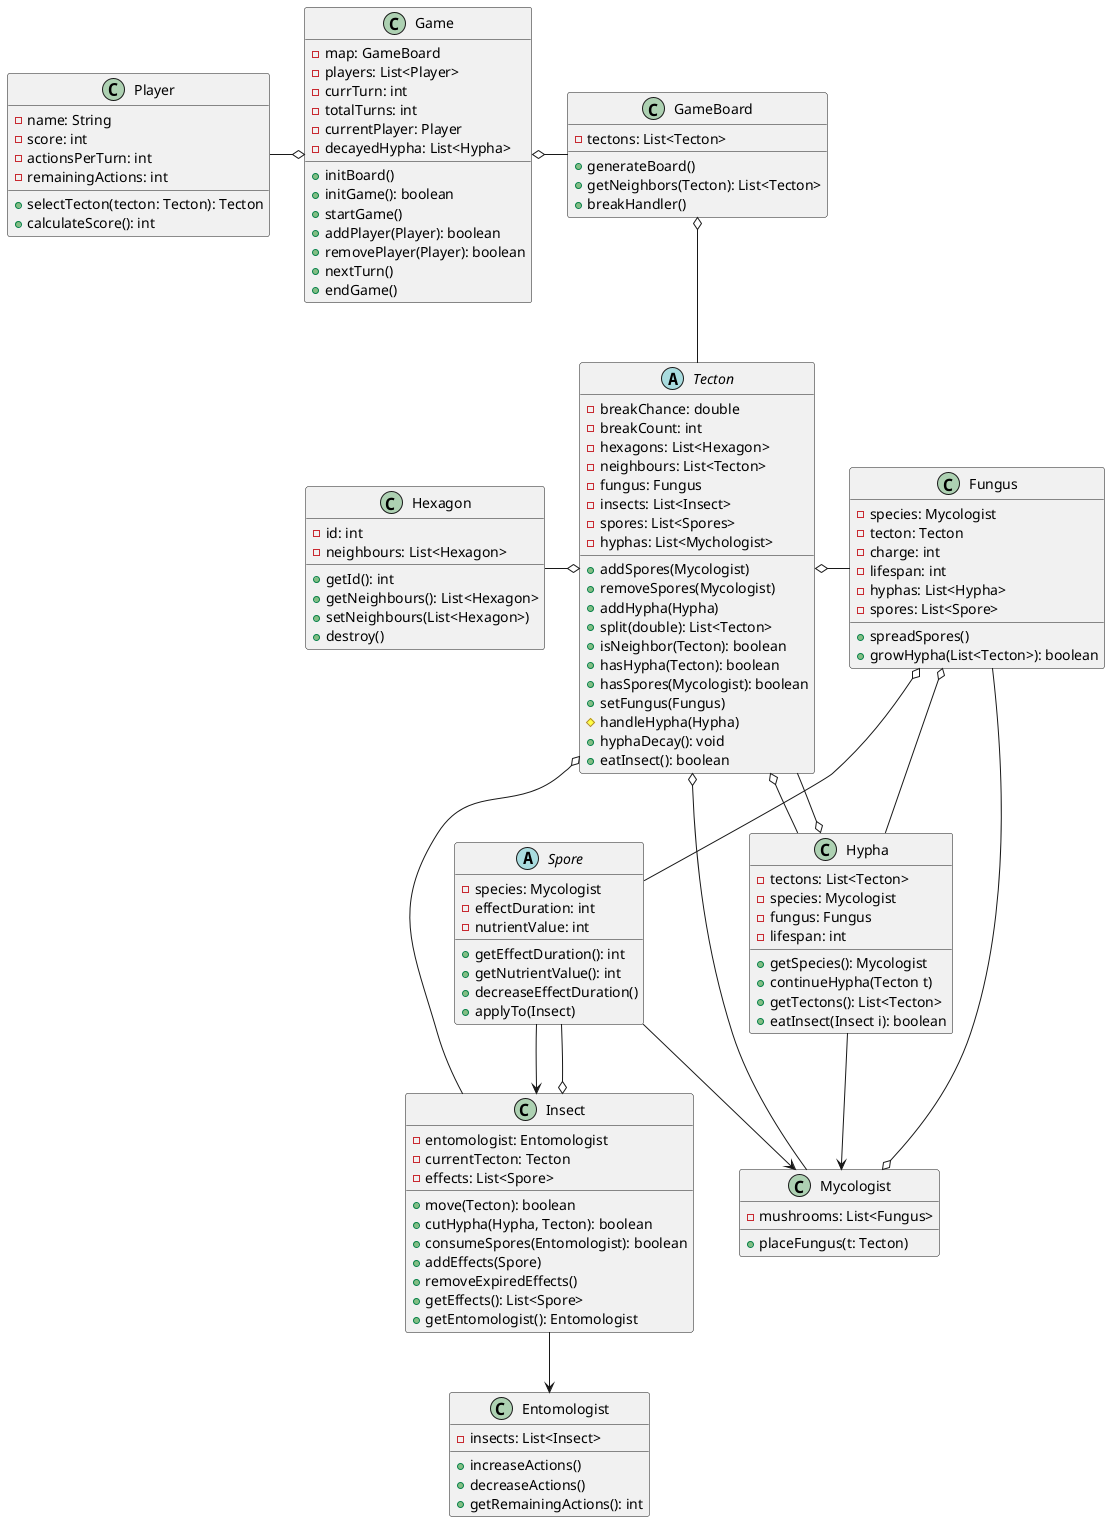 Game
map: GameBoard
players: List<Player>
currTurn: int
totalTurns: int
currentPlayer: Player
decayedHypha: List<Hypha>
initBoard()
initGame(): boolean
startGame()
addPlayer(Player): boolean
removePlayer(Player): boolean
nextTurn()
endGame()
Player
name: String
score: int
actionsPerTurn: int
remainingActions: int
selectTecton(tecton: Tecton): Tecton
calculateScore(): int
GameBoard
tectons: List<Tecton>
generateBoard()
getNeighbors(Tecton): List<Tecton>
breakHandler()
Tecton
breakChance: double
breakCount: int
hexagons: List<Hexagon>
neighbours: List<Tecton>
fungus: Fungus
insects: List<Insect>
spores: List<Spores>
hyphas: List<Mychologist>
addSpores(Mycologist)
removeSpores(Mycologist)
addHypha(Hypha)
split(double): List<Tecton>
isNeighbor(Tecton): boolean
hasHypha(Tecton): boolean
hasSpores(Mycologist): boolean
setFungus(Fungus)
handleHypha(Hypha)
hyphaDecay(): void
eatInsect(): boolean
Hexagon
id: int
neighbours: List<Hexagon>
getId(): int
getNeighbours(): List<Hexagon>
setNeighbours(List<Hexagon>)
destroy()
Fungus
species: Mycologist
tecton: Tecton
charge: int
lifespan: int
hyphas: List<Hypha>
spores: List<Spore>
spreadSpores()
growHypha(List<Tecton>): boolean
Spore
species: Mycologist
effectDuration: int
nutrientValue: int
getEffectDuration(): int
getNutrientValue(): int
decreaseEffectDuration()
applyTo(Insect)
Hypha
tectons: List<Tecton>
species: Mycologist
fungus: Fungus
lifespan: int
getSpecies(): Mycologist
continueHypha(Tecton t)
getTectons(): List<Tecton>
eatInsect(Insect i): boolean
Insect
entomologist: Entomologist
currentTecton: Tecton
effects: List<Spore>
move(Tecton): boolean
cutHypha(Hypha, Tecton): boolean
consumeSpores(Entomologist): boolean
addEffects(Spore)
removeExpiredEffects()
getEffects(): List<Spore>
getEntomologist(): Entomologist
Mycologist
mushrooms: List<Fungus>
placeFungus(t: Tecton)
Entomologist
insects: List<Insect>
increaseActions()
decreaseActions()
getRemainingActions(): int